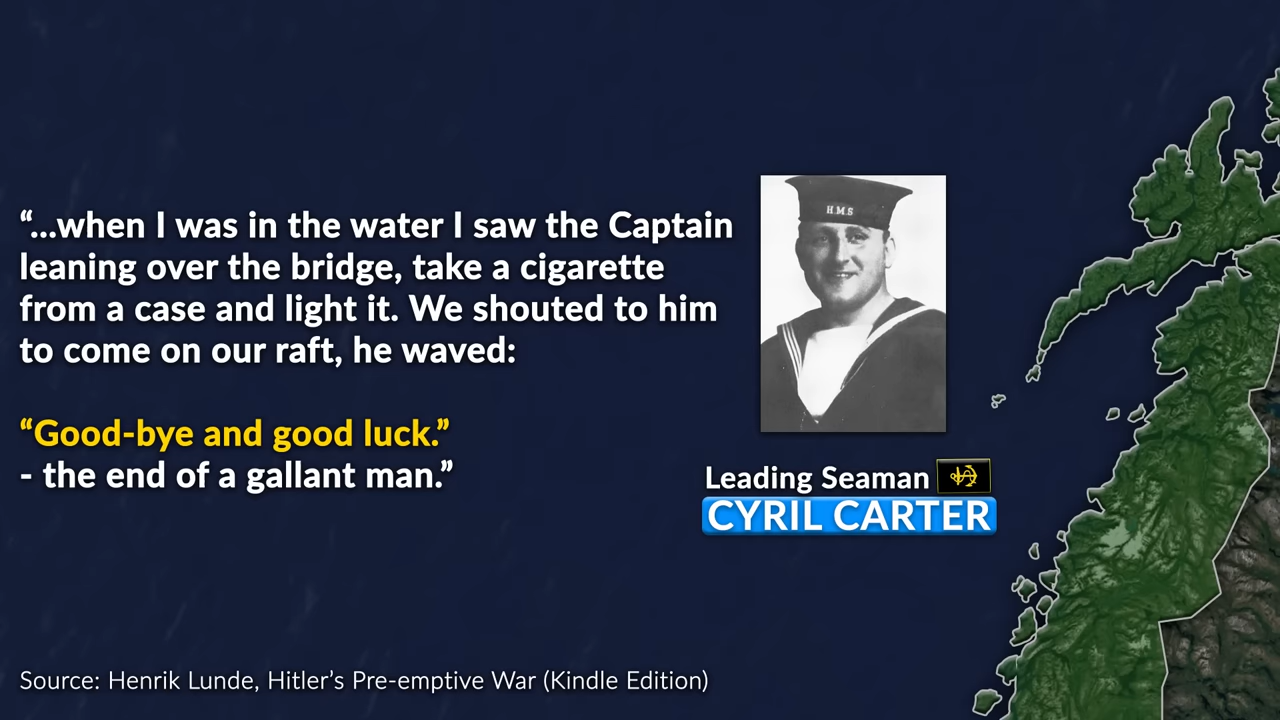 “...when I was in the water I saw the Captain
leaning over the bridge, take a cigarette
from a case and light it. We shouted to him
to come on our raft, he waved:
“Good-bye and good luck.”
- the end of a gallant man.”
H.M.S
Leading Seaman
CYRIL CARTER
Source: Henrik Lunde, Hitler’s Pre-emptive War (Kindle Edition)